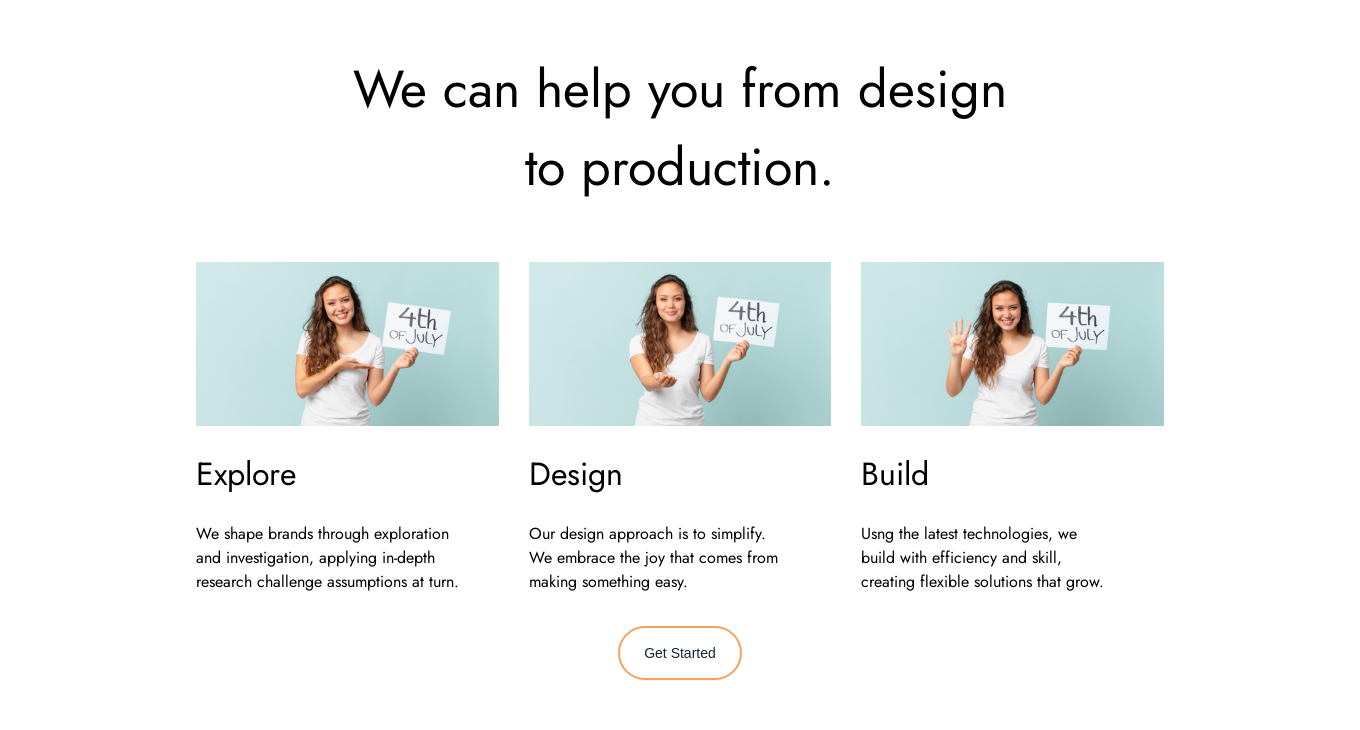 We can help you from design
to production.
4th
OF JULY
4th
OF JULY
4th
OF JULY
Explore
Design
Build
We shape brands through exploration
and investigation, applying in-depth
research challenge assumptions at turn.
Our design approach is to simplify.
We embrace the joy that comes from
making something easy.
Usng the latest technologies, we
build with efficiency and skill,
creating flexible solutions that grow.
Get Started